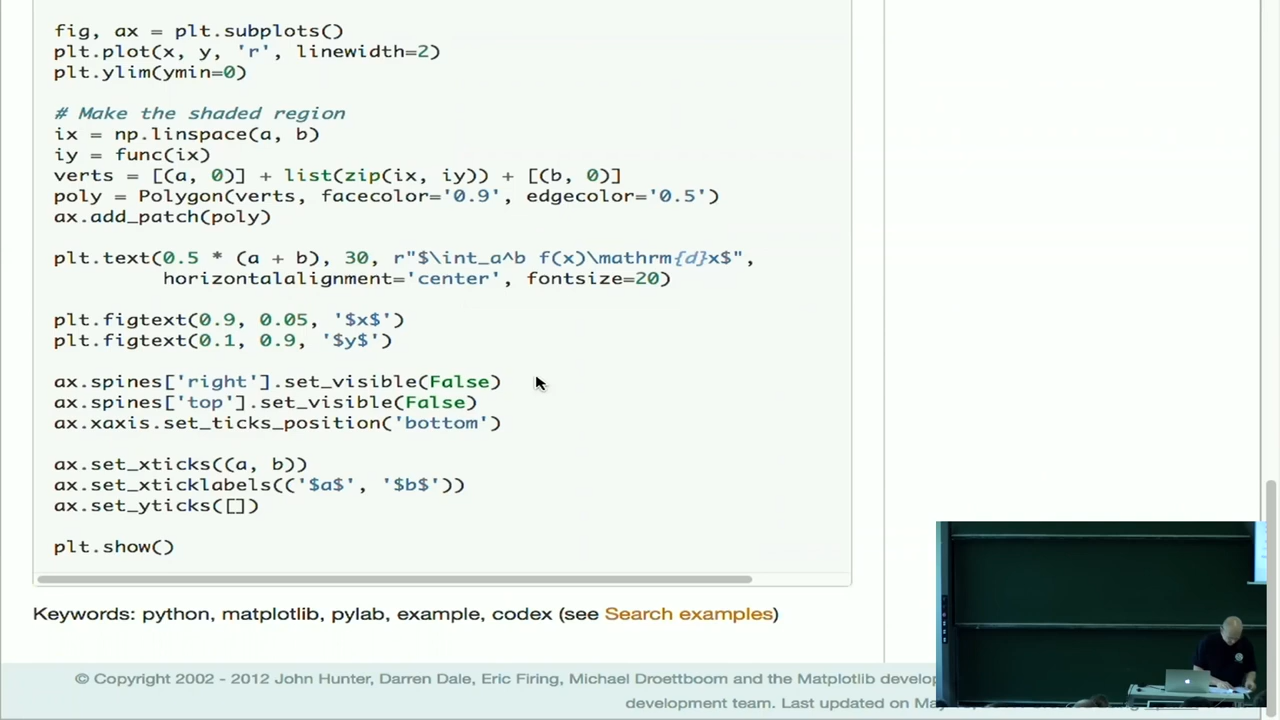 fig, ax = plt.subplots()
plt.plot(x, y, 'r', linewidth=2)
plt.ylim(ymin=0)
# Make the shaded region
ix = np.linspace(a, b)
iy = func(ix)
verts = [(a, 0)] + list(zip(ix, iy)) + [(b, 0)]
poly = Polygon(verts, facecolor='0.9', edgecolor='0.5')
ax.add_patch(poly)
plt.text(0.5 * (a + b), 30, r"$\int_a^b f(x)\mathrm{d}x$",
horizontalalignment='center', fontsize=20)
plt.figtext(0.9, 0.05, '$x$')
plt.figtext(0.1, 0.9, '$y$')
ax.spines['right'].set_visible(False)
ax.spines['top'].set_visible(False)
ax.xaxis.set_ticks_position('bottom')
ax.set_xticks((a, b))
ax.set_xticklabels(('$a$', '$b$'))
ax.set_yticks([])
plt.show()
Keywords: python, matplotlib, pylab, example, codex (see Search examples)
© Copyright 2002 - 2012 John Hunter, Darren Dale, Eric Firing, Michael Droettboom and the Matplotlib develop
development team. Last updated on